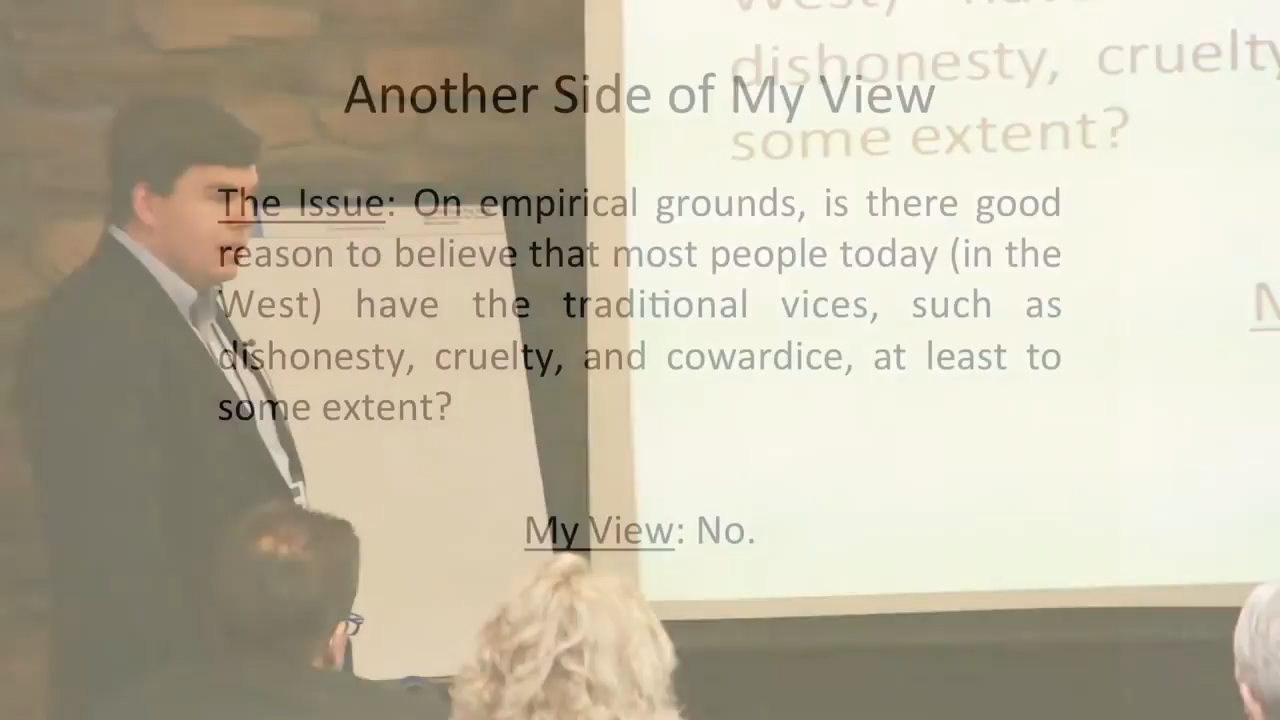 Another Side of My View
The Issue: On empirical grounds, is there good
reason to believe that most people today (in the
West) have the traditional vices, such as
dishonesty, cruelty, and cowardice, at least to
some extent?
My View: No.
West) have
dishonesty, cruelty
some extent?